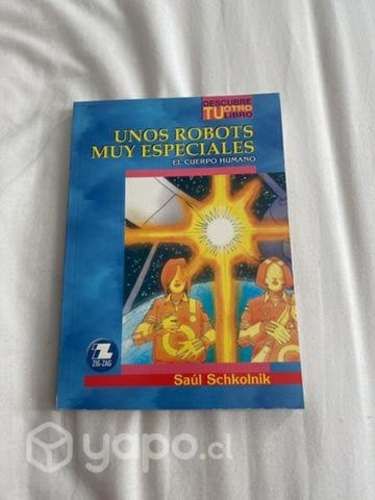 DESCUBRE
TU OTRO
LIBRO
UNOS ROBOTS
MUY ESPECIALES
EL CUERPO HUMANO
ZIG-ZAG
Saúl Schkolnik
yapo.cl